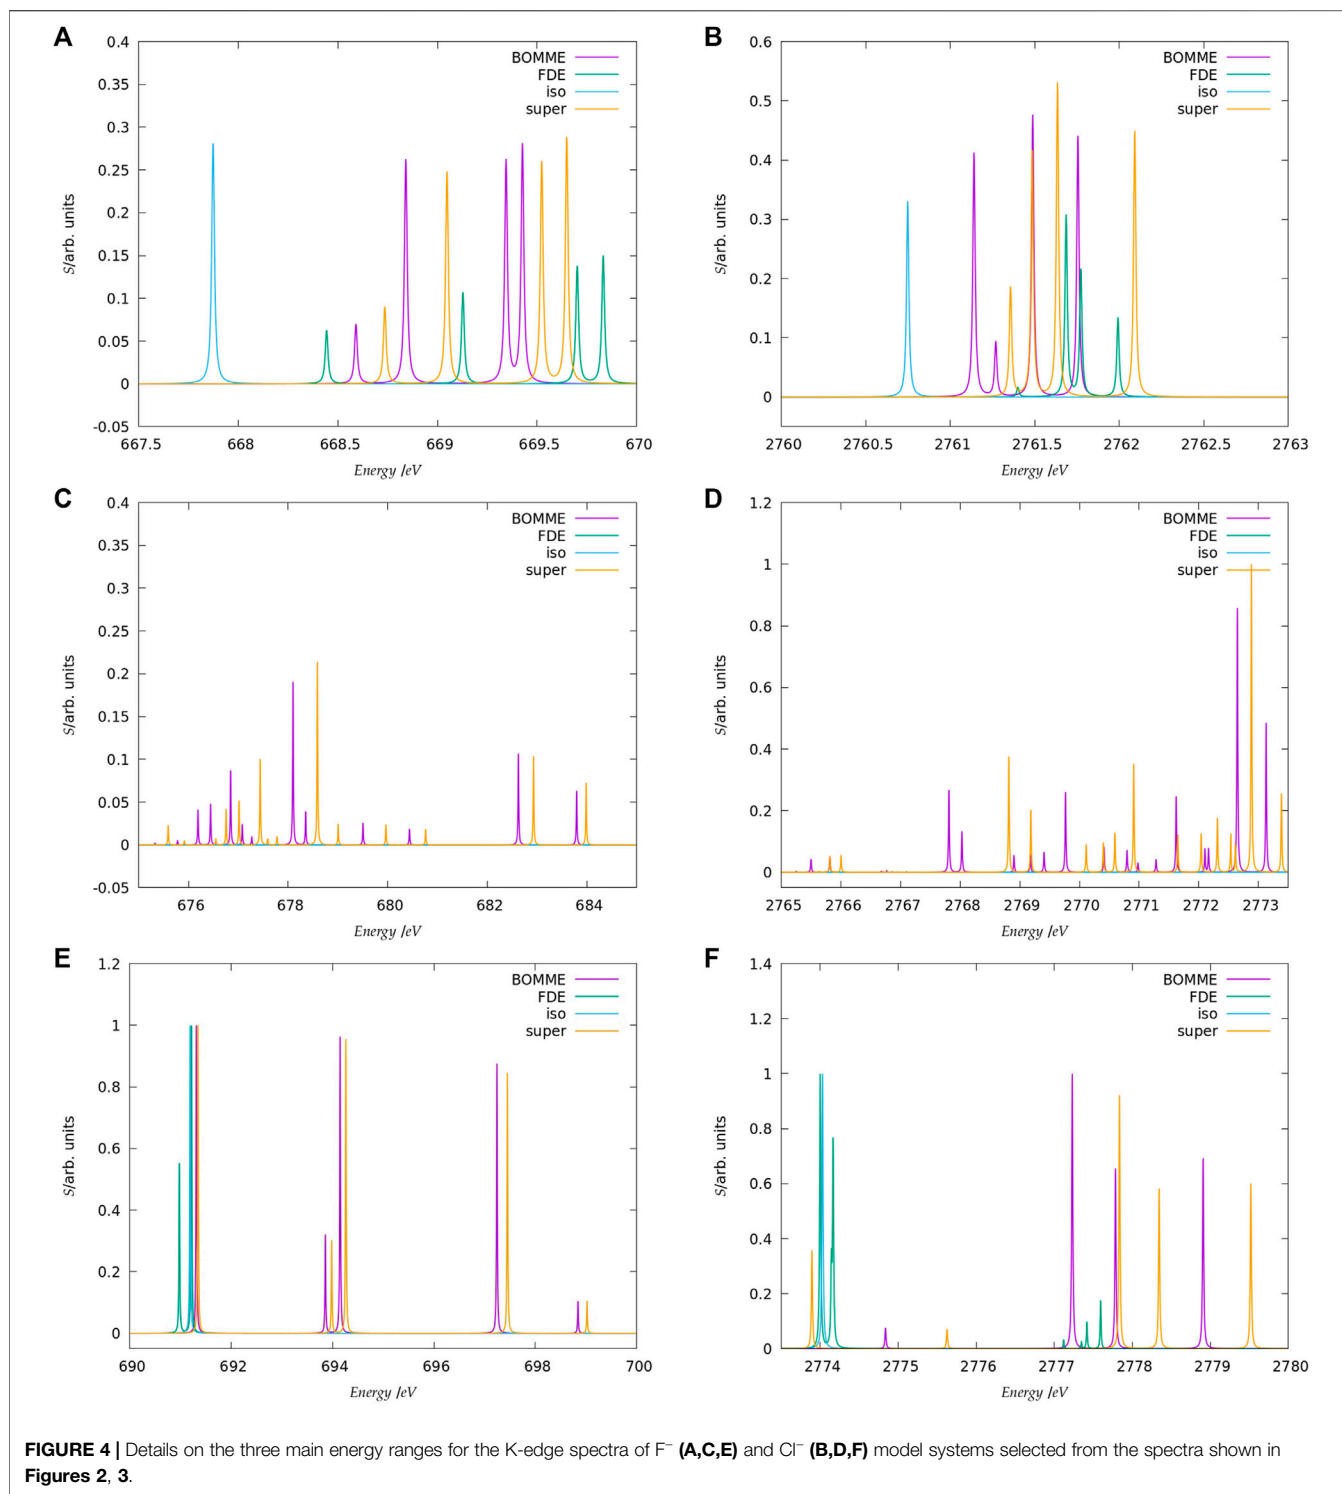 A
0.4
0.35
0.3
0.25
0.2
0.15
0.1
0.05
0
-0.05
S/arb. units
BOMME
FDE
iso
super
667.5 668 668.5 669 669.5 670
Energy /eV
B
0.6
0.5
0.4
0.3
0.2
0.1
0
S/arb. units
BOMME
FDE
iso
super
2760 2760.5 2761 2761.5 2762 2762.5 2763
Energy /eV
C
0.4
0.35
0.3
0.25
0.2
0.15
0.1
0.05
0
-0.05
S/arb. units
BOMME
FDE
iso
super
676 678 680 682 684
Energy /eV
D
1.2
1
0.8
0.6
0.4
0.2
0
S/arb. units
BOMME
FDE
iso
super
2765 2766 2767 2768 2769 2770 2771 2772 2773
Energy /eV
E
1.2
1
0.8
0.6
0.4
0.2
0
S/arb. units
BOMME
FDE
iso
super
690 692 694 696 698 700
Energy /eV
F
1.4
1.2
1
0.8
0.6
0.4
0.2
0
S/arb. units
BOMME
FDE
iso
super
2774 2775 2776 2777 2778 2779 2780
Energy /eV
FIGURE 4 | Details on the three main energy ranges for the K-edge spectra of F⁻ (A,C,E) and Cl⁻ (B,D,F) model systems selected from the spectra shown in
Figures 2, 3.